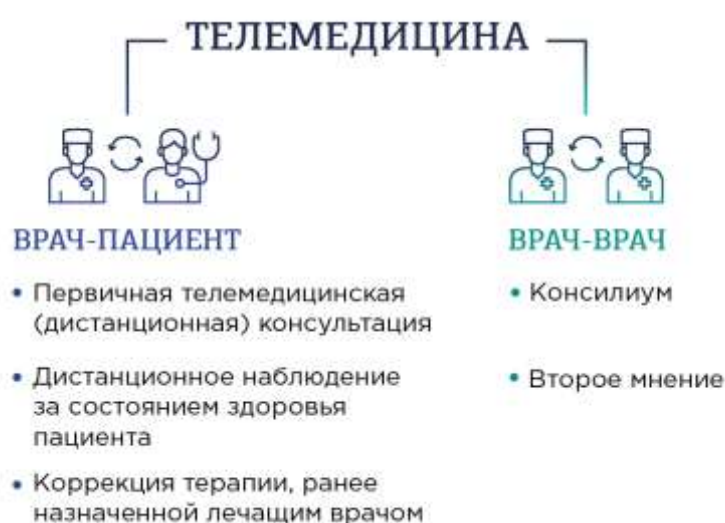 ТЕЛЕМЕДИЦИНА
ВРАЧ-ПАЦИЕНТ
• Первичная телемедицинская
(дистанционная) консультация
• Дистанционное наблюдение
за состоянием здоровья
пациента
• Коррекция терапии, ранее
назначенной лечащим врачом
ВРАЧ-ВРАЧ
• Консилиум
• Второе мнение